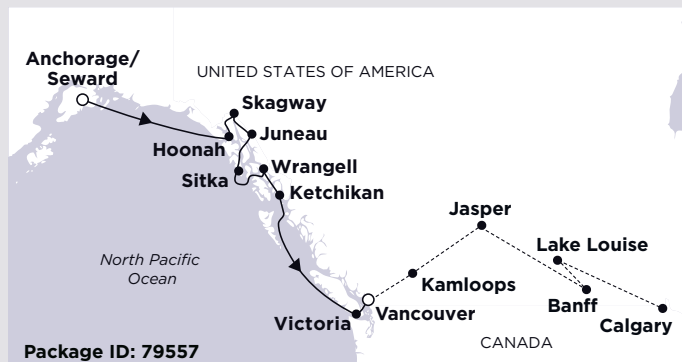 Anchorage/
Seward
UNITED STATES OF AMERICA
Skagway
Juneau
Hoonah
Wrangell
Sitka
Ketchikan
Jasper
Lake Louise
North Pacific
Ocean
Kamloops
Banff
Vancouver
Victoria
Calgary
CANADA
Package ID: 79557